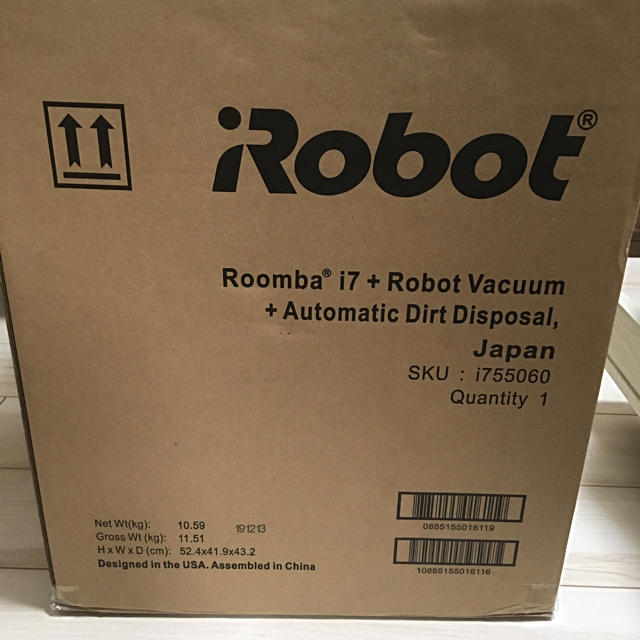 iRobot®
Roomba® i7 + Robot Vacuum
+ Automatic Dirt Disposal,
Japan
SKU : i755060
Quantity 1
0885155016119
10885155016116
Net Wt(kg): 10.59 191213
Gross Wt (kg): 11.51
H x W x D (cm): 52.4x41.9x43.2
Designed in the USA. Assembled in China